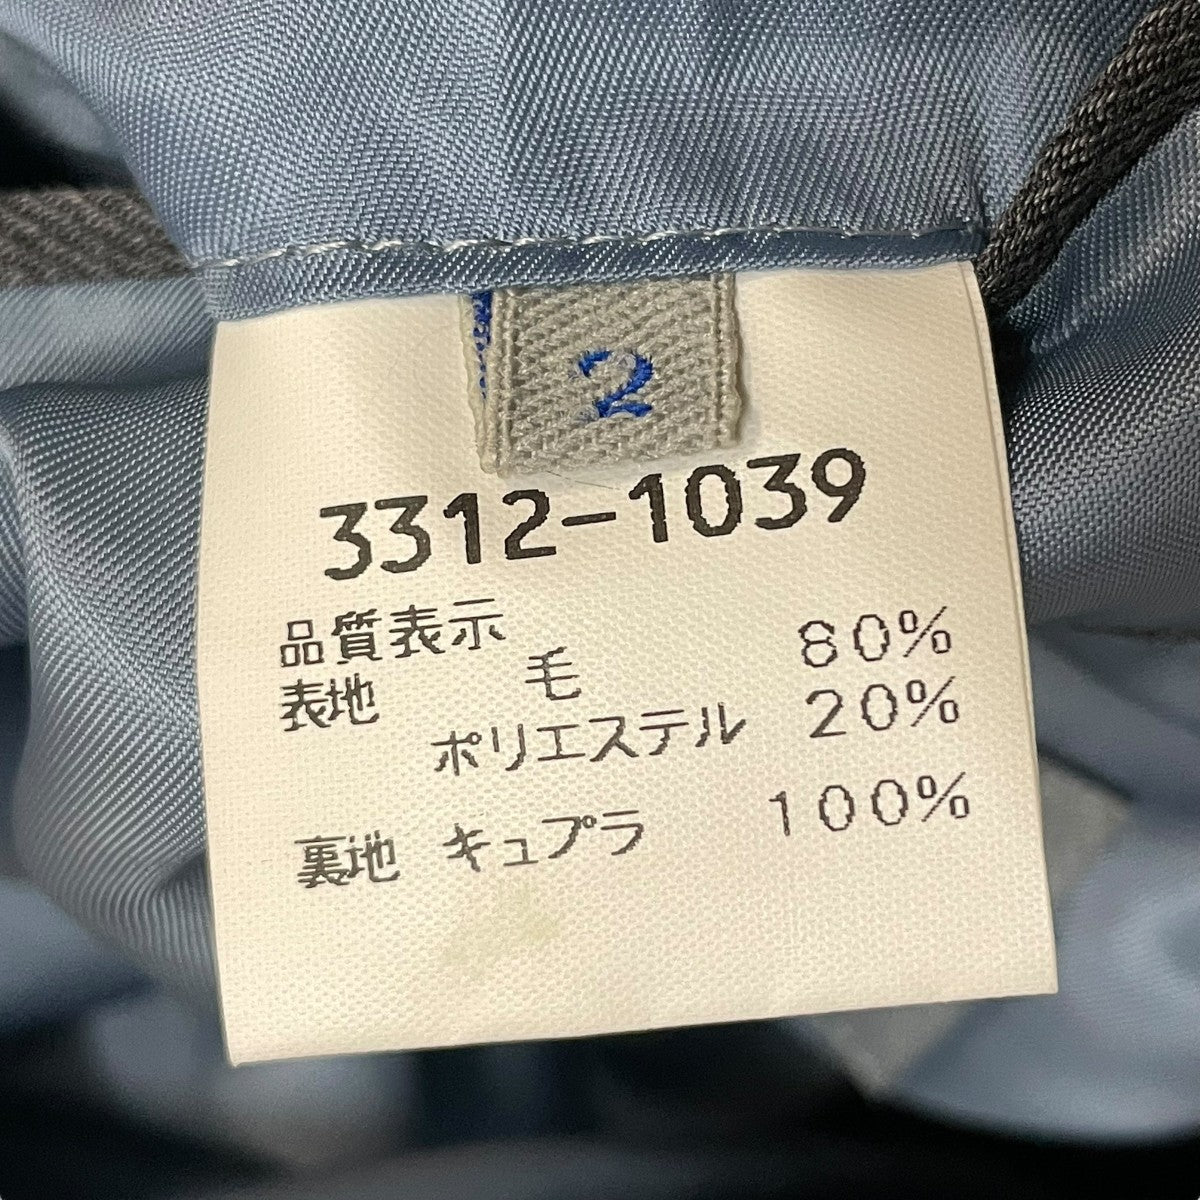 2
3312-1039
品質表示
表地 毛 80%
ポリエステル 20%
裏地 キュプラ 100%